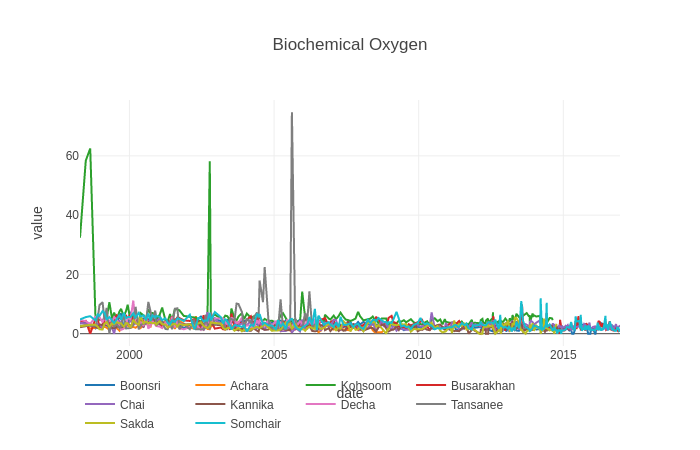 Biochemical Oxygen
value
60
40
20
0
2000 2005 2010 2015
date
Boonsri Achara Kohsoom Busarakhan
Chai Kannika Decha Tansanee
Sakda Somchair